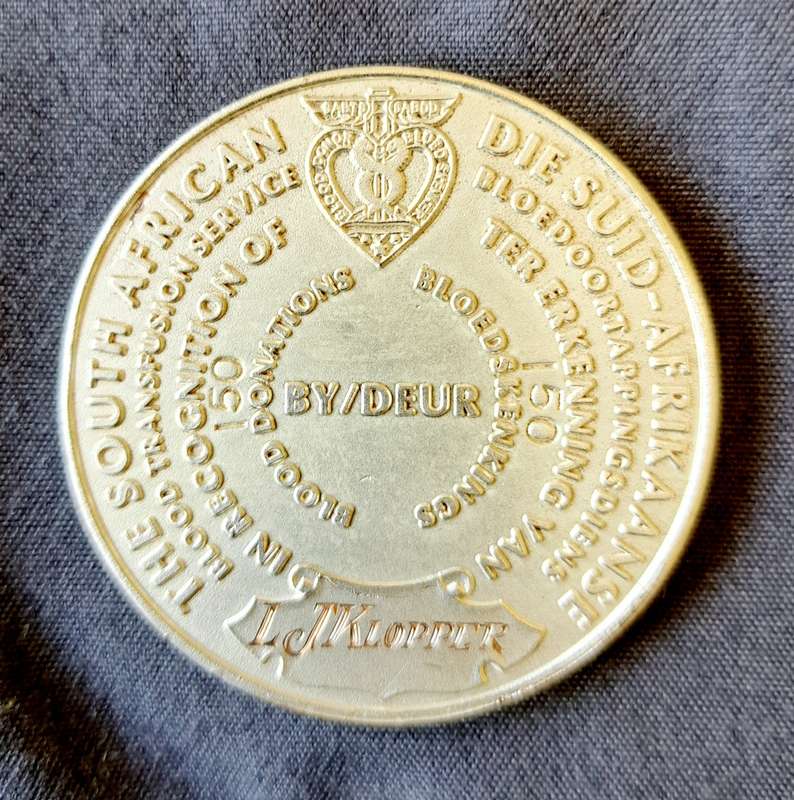 THE SOUTH AFRICAN
BLOOD TRANSFUSION SERVICE
IN RECOGNITION OF
150
BLOOD DONATIONS
DIE SUID-AFRIKAANSE
BLOEDOORTAPPINGSDIENS
TER ERKENNING VAN
150
BLOEDSKENKINGS
BY/DEUR
L J KLOPPER